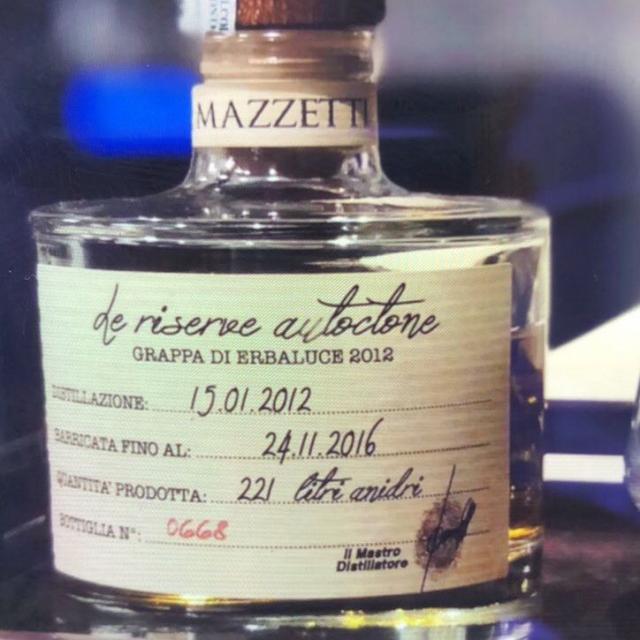 MAZZETTI
Le riserve autoctone
GRAPPA DI ERBALUCE 2012
DISTILLAZIONE: 15.01.2012
BARRICATA FINO AL: 24.11.2016
QUANTITA' PRODOTTA: 221 litri anidri
BOTTIGLIA N°: 0668
Il Mastro
Distillatore